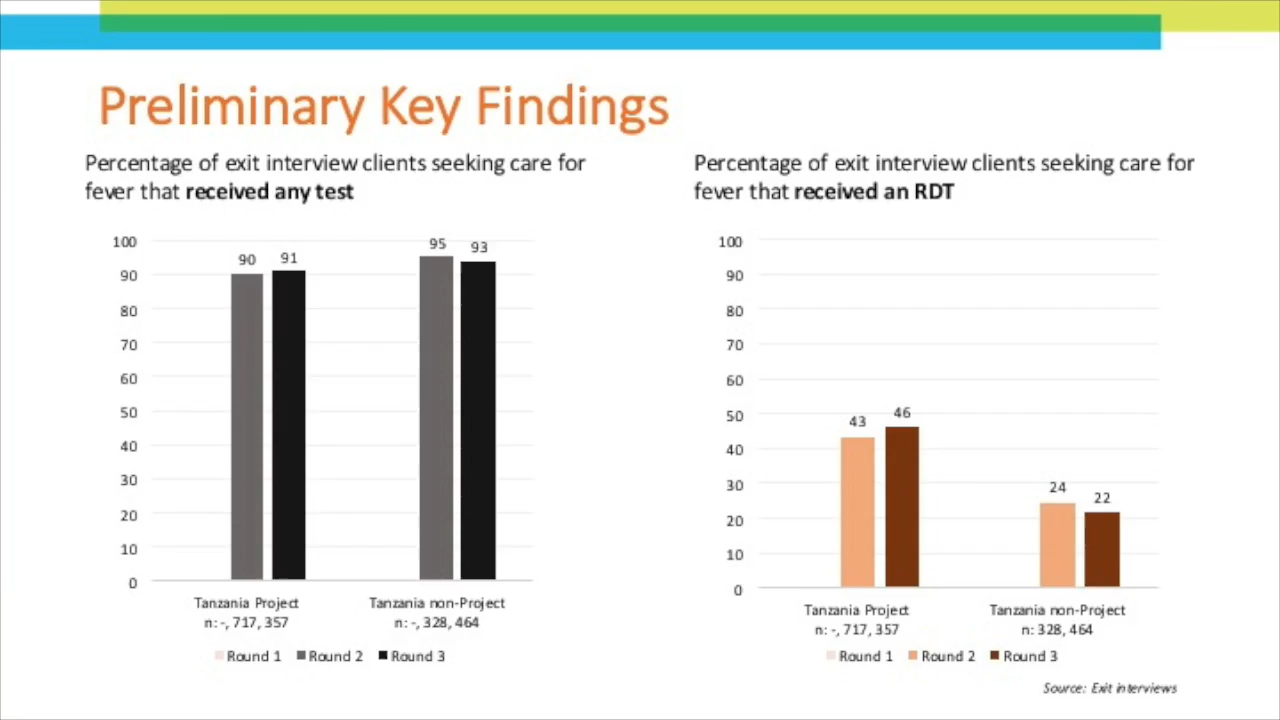 Preliminary Key Findings
Percentage of exit interview clients seeking care for
fever that received any test
100
90
80
70
60
50
40
30
20
10
0
90
91
95
93
Tanzania Project
n: -, 717, 357
Tanzania non-Project
n: -, 328, 464
Round 1
Round 2
Round 3
Percentage of exit interview clients seeking care for
fever that received an RDT
100
90
80
70
60
50
40
30
20
10
0
43
46
24
22
Tanzania Project
n: -, 717, 357
Tanzania non-Project
n: 328, 464
Round 1
Round 2
Round 3
Source: Exit interviews